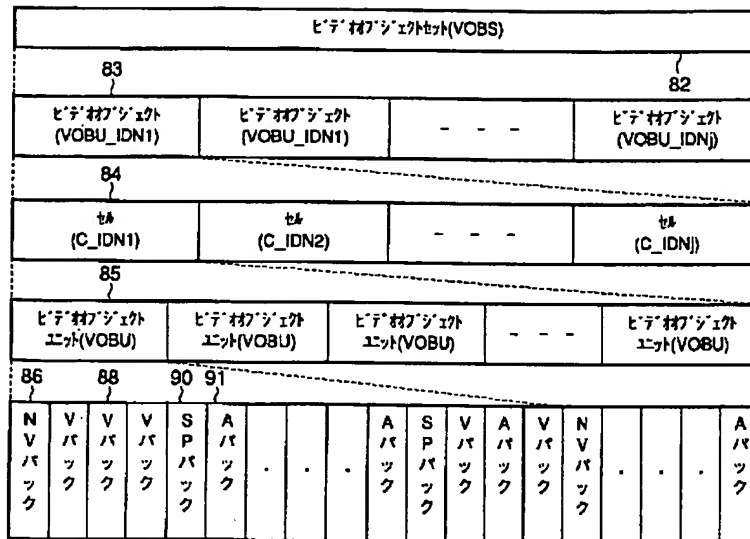 ﾋﾞﾃﾞｵｵﾌﾞｼﾞｪｸﾄｾｯﾄ(VOBS)
82
83
ﾋﾞﾃﾞｵｵﾌﾞｼﾞｪｸﾄ
(VOBU_IDN1)
ﾋﾞﾃﾞｵｵﾌﾞｼﾞｪｸﾄ
(VOBU_IDN1)
- - -
ﾋﾞﾃﾞｵｵﾌﾞｼﾞｪｸﾄ
(VOBU_IDNj)
84
ｾﾙ
(C_IDN1)
ｾﾙ
(C_IDN2)
- - -
ｾﾙ
(C_IDNj)
85
ﾋﾞﾃﾞｵｵﾌﾞｼﾞｪｸﾄ
ﾕﾆｯﾄ(VOBU)
ﾋﾞﾃﾞｵｵﾌﾞｼﾞｪｸﾄ
ﾕﾆｯﾄ(VOBU)
ﾋﾞﾃﾞｵｵﾌﾞｼﾞｪｸﾄ
ﾕﾆｯﾄ(VOBU)
- - -
ﾋﾞﾃﾞｵｵﾌﾞｼﾞｪｸﾄ
ﾕﾆｯﾄ(VOBU)
86
88
90
91
NVパック
Vパック
Vパック
Vパック
SPパック
Aパック
. . .
Aパック
SPパック
Vパック
Aパック
Vパック
NVパック
. . .
Aパック